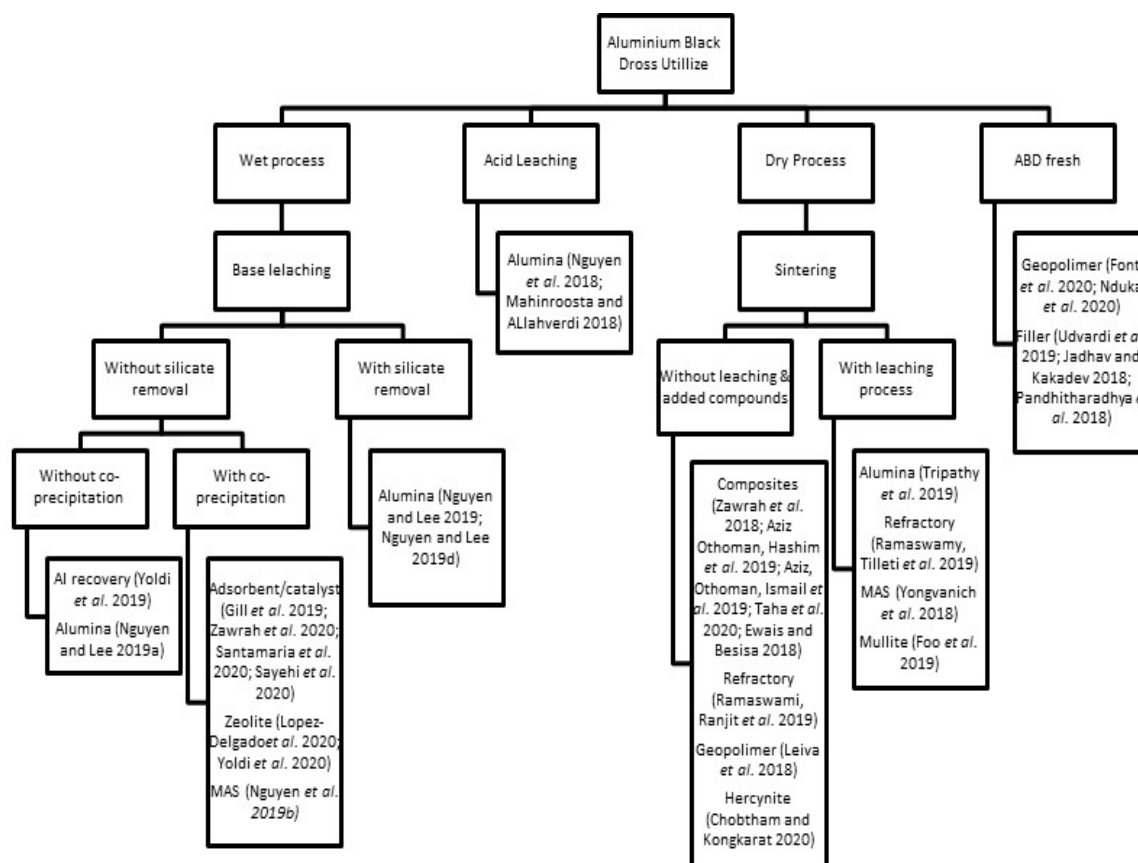 Aluminium Black
Dross Utillize
Wet process
Acid Leaching
Dry Process
ABD fresh
Base lelaching
Alumina (Nguyen
et al. 2018;
Mahinroosta and
ALlahverdi 2018)
Sintering
Geopolimer (Font
et al. 2020; Nduka
et al. 2020)
Filler (Udvardi et al.
2019; Jadhav and
Kakadev 2018;
Pandhitharadhya et
al. 2018)
Without silicate
removal
With silicate
removal
Without leaching &
added compounds
With leaching
process
Without co-
precipitation
With co-
precipitation
Alumina (Nguyen
and Lee 2019;
Nguyen and Lee
2019d)
Composites
(Zawrah et al.
2018; Aziz
Othoman, Hashim
et al. 2019; Aziz,
Othoman, Ismail et
al. 2019; Taha et al.
2020; Ewais and
Besisa 2018)
Refractory
(Ramaswami,
Ranjit et al. 2019)
Geopolimer (Leiva
et al. 2018)
Hercynite
(Chobtham and
Kongkarat 2020)
Alumina (Tripathy
et al. 2019)
Refractory
(Ramaswamy,
Tilleti et al. 2019)
MAS (Yongvanich
et al. 2018)
Mullite (Foo et al.
2019)
Al recovery (Yoldi
et al. 2019)
Alumina (Nguyen
and Lee 2019a)
Adsorbent/catalyst
(Gill et al. 2019;
Zawrah et al. 2020;
Santamaria et al.
2020; Sayehi et al.
2020)
Zeolite (Lopez-
Delgadoet al. 2020;
Yoldi et al. 2020)
MAS (Nguyen et al.
2019b)